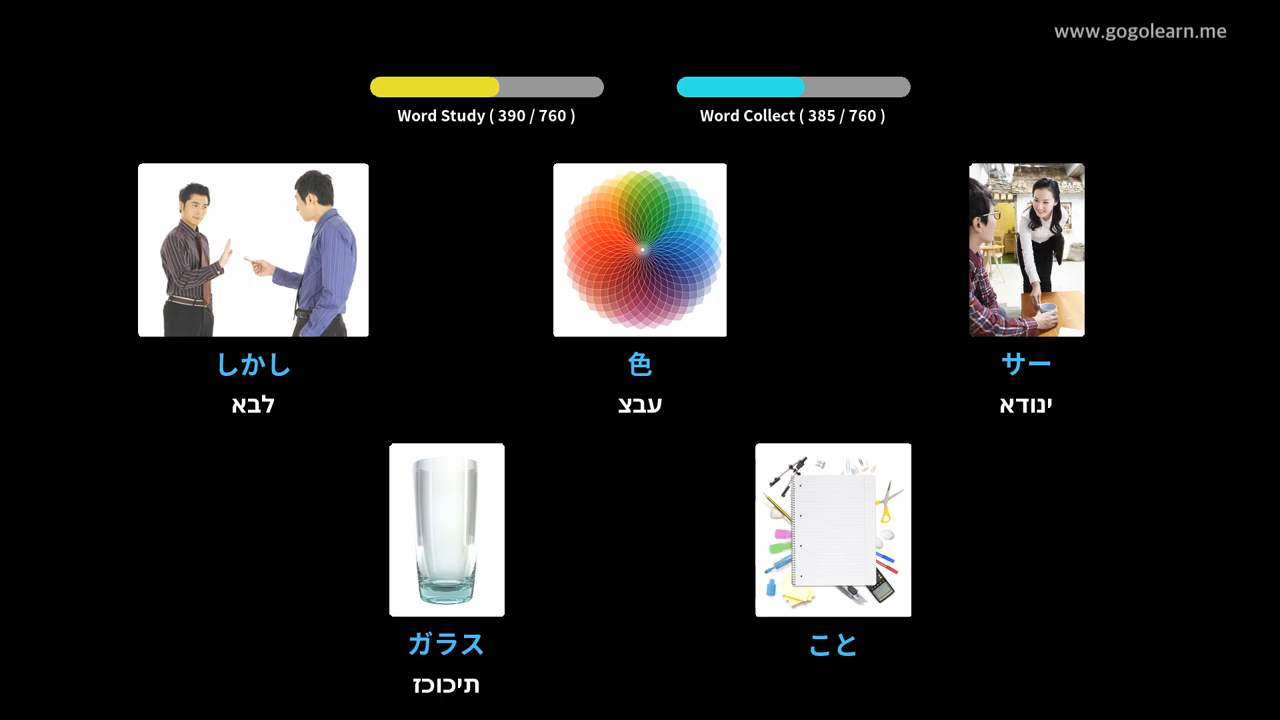 www.gogolearn.me
Word Study ( 390 / 760 )
Word Collect ( 385 / 760 )
しかし
לבא
色
עבצ
サー
ינודא
ガラス
תיכוכז
こと